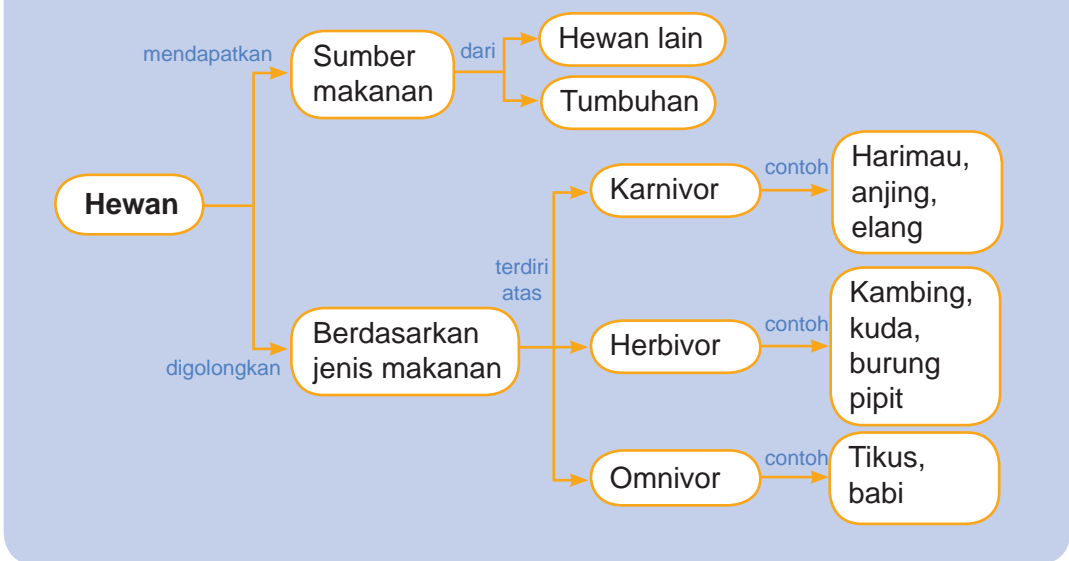 Hewan
mendapatkan
Sumber
makanan
dari
Hewan lain
Tumbuhan
digolongkan
Berdasarkan
jenis makanan
terdiri
atas
Karnivor
contoh
Harimau,
anjing,
elang
Herbivor
contoh
Kambing,
kuda,
burung
pipit
Omnivor
contoh
Tikus,
babi